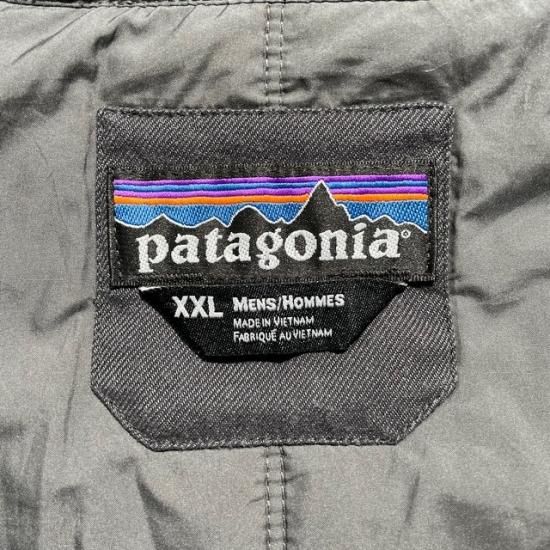 patagonia®
XXL MENS/HOMMES
MADE IN VIETNAM
FABRIQUÉ AU VIETNAM